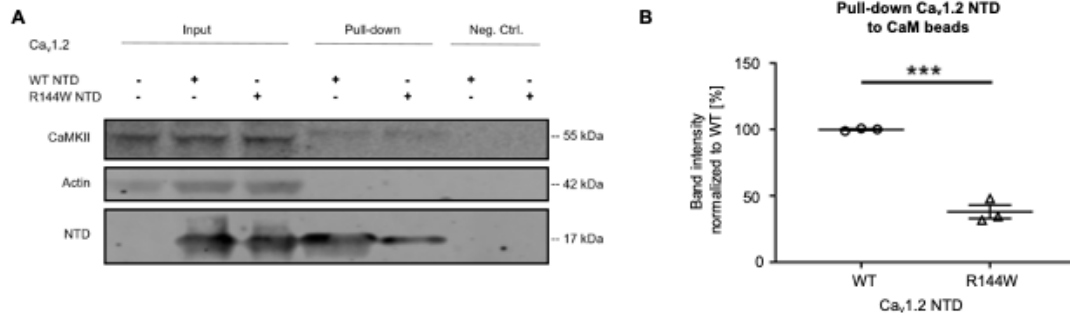 A
Input Pull-down Neg. Ctrl.
Caᵥ1.2
WT NTD - + - + - + -
R144W NTD - - + - + - +
CaMKII -- 55 kDa
Actin -- 42 kDa
NTD -- 17 kDa
B
Pull-down Caᵥ1.2 NTD
to CaM beads
Band intensity
normalized to WT [%]
150
***
100
50
0
WT R144W
Caᵥ1.2 NTD